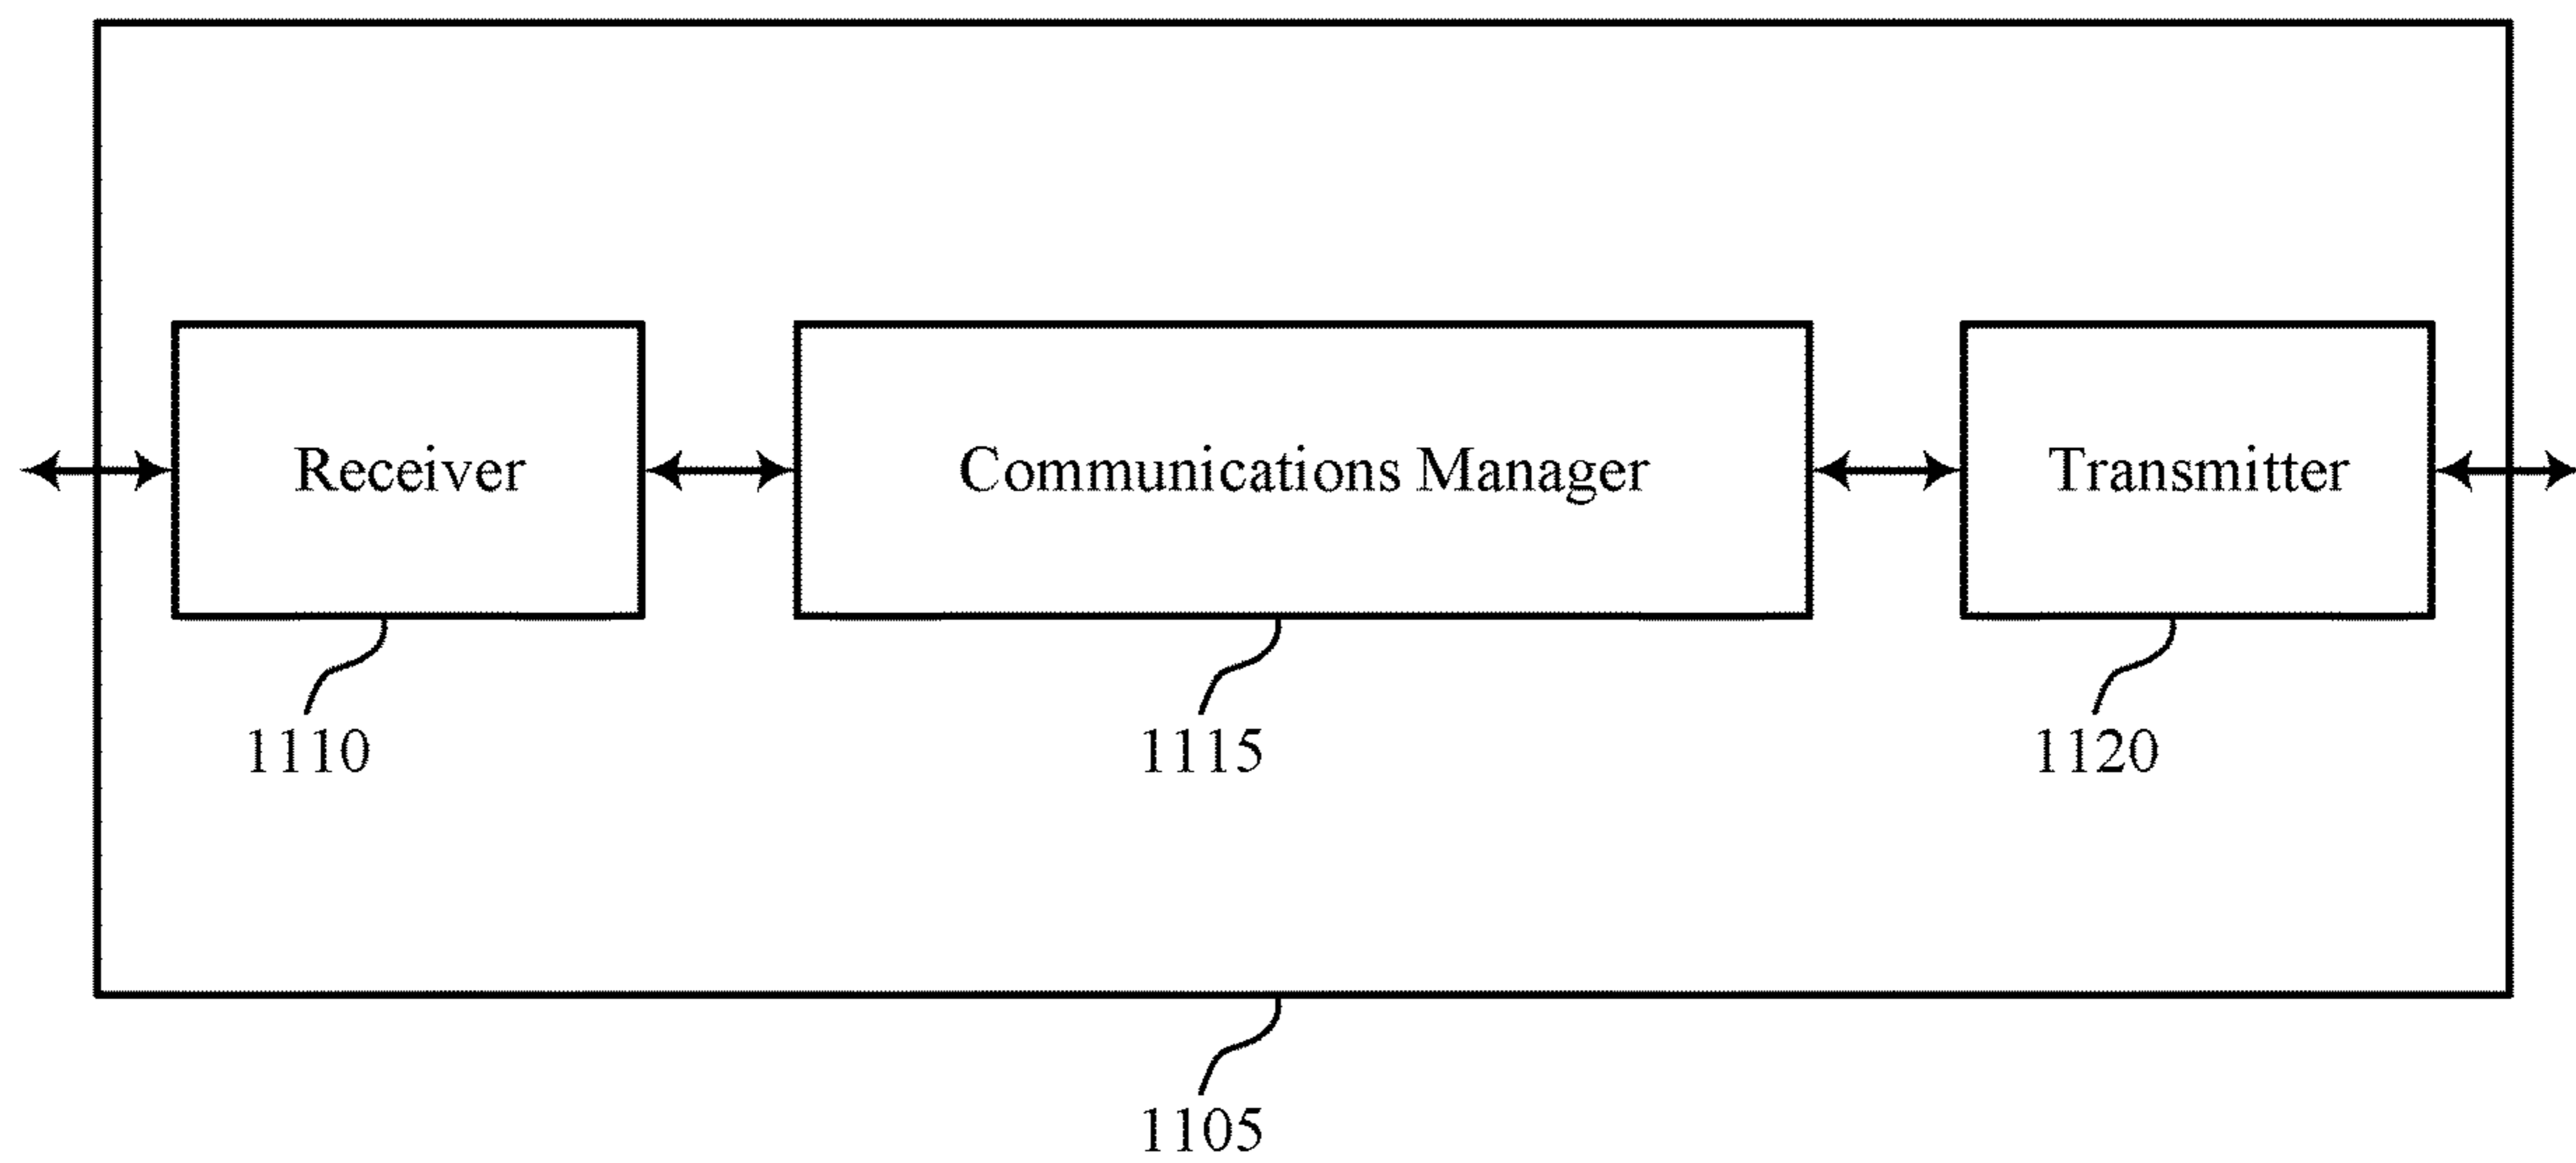 Receiver
Communications Manager
Transmitter
1110
1115
1120
1105